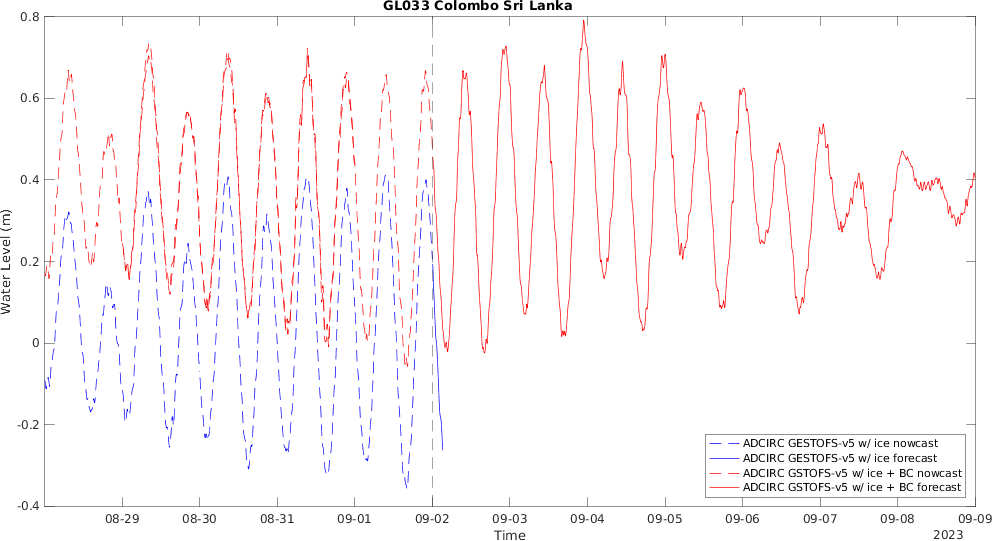 GL033 Colombo Sri Lanka
0.8
0.6
0.4
0.2
0
-0.2
-0.4
Water Level (m)
08-29 08-30 08-31 09-01 09-02 09-03 09-04 09-05 09-06 09-07 09-08 09-09
Time
2023
ADCIRC GESTOFS-v5 w/ ice nowcast
ADCIRC GESTOFS-v5 w/ ice forecast
ADCIRC GSTOFS-v5 w/ ice + BC nowcast
ADCIRC GSTOFS-v5 w/ ice + BC forecast